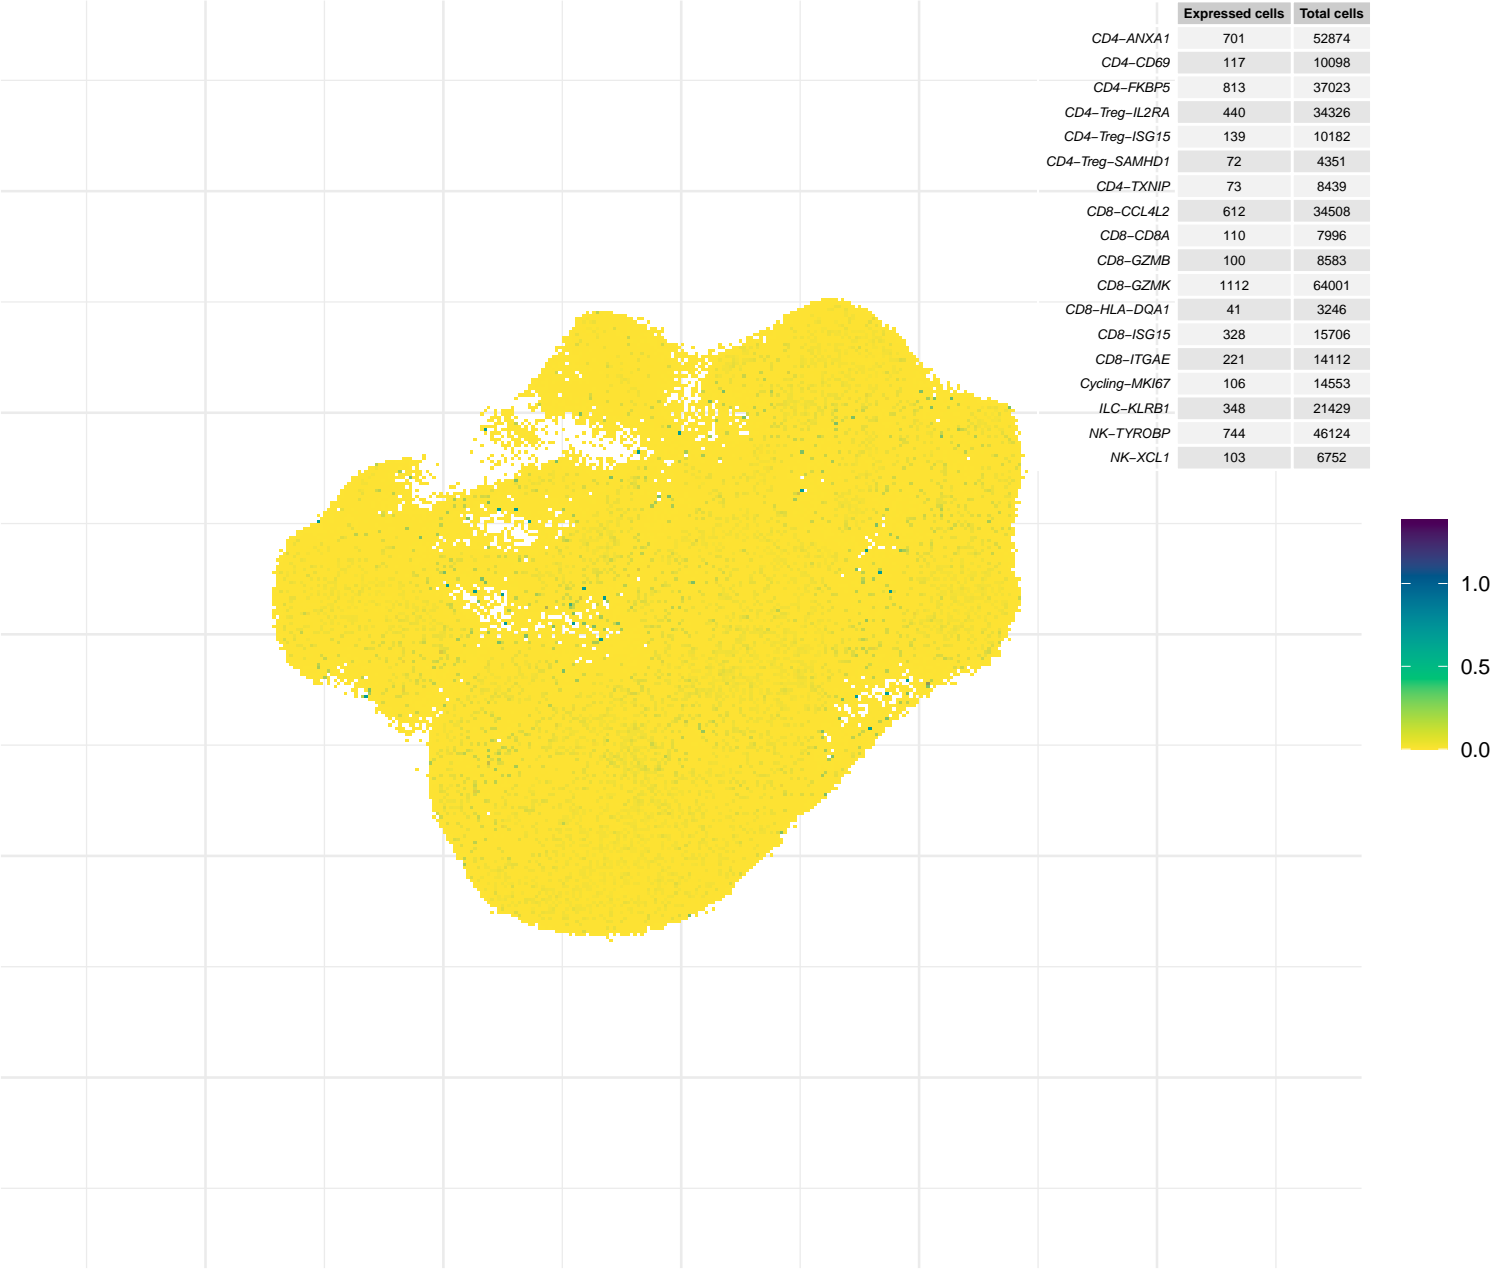 Expressed cells Total cells
CD4−ANXA1 701 52874
CD4−CD69 117 10098
CD4−FKBP5 813 37023
CD4−Treg−IL2RA 440 34326
CD4−Treg−ISG15 139 10182
CD4−Treg−SAMHD1 72 4351
CD4−TXNIP 73 8439
CD8−CCL4L2 612 34508
CD8−CD8A 110 7996
CD8−GZMB 100 8583
CD8−GZMK 1112 64001
CD8−HLA−DQA1 41 3246
CD8−ISG15 328 15706
CD8−ITGAE 221 14112
Cycling−MKI67 106 14553
ILC−KLRB1 348 21429
NK−TYROBP 744 46124
NK−XCL1 103 6752
1.0
0.5
0.0